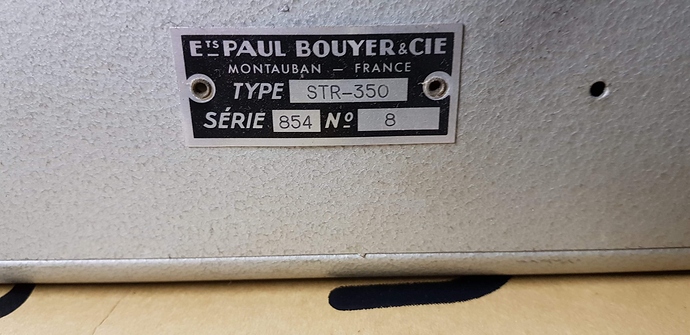 Eᵀˢ PAUL BOUYER & CIE
MONTAUBAN — FRANCE
TYPE STR-350
SÉRIE 854 Nº 8